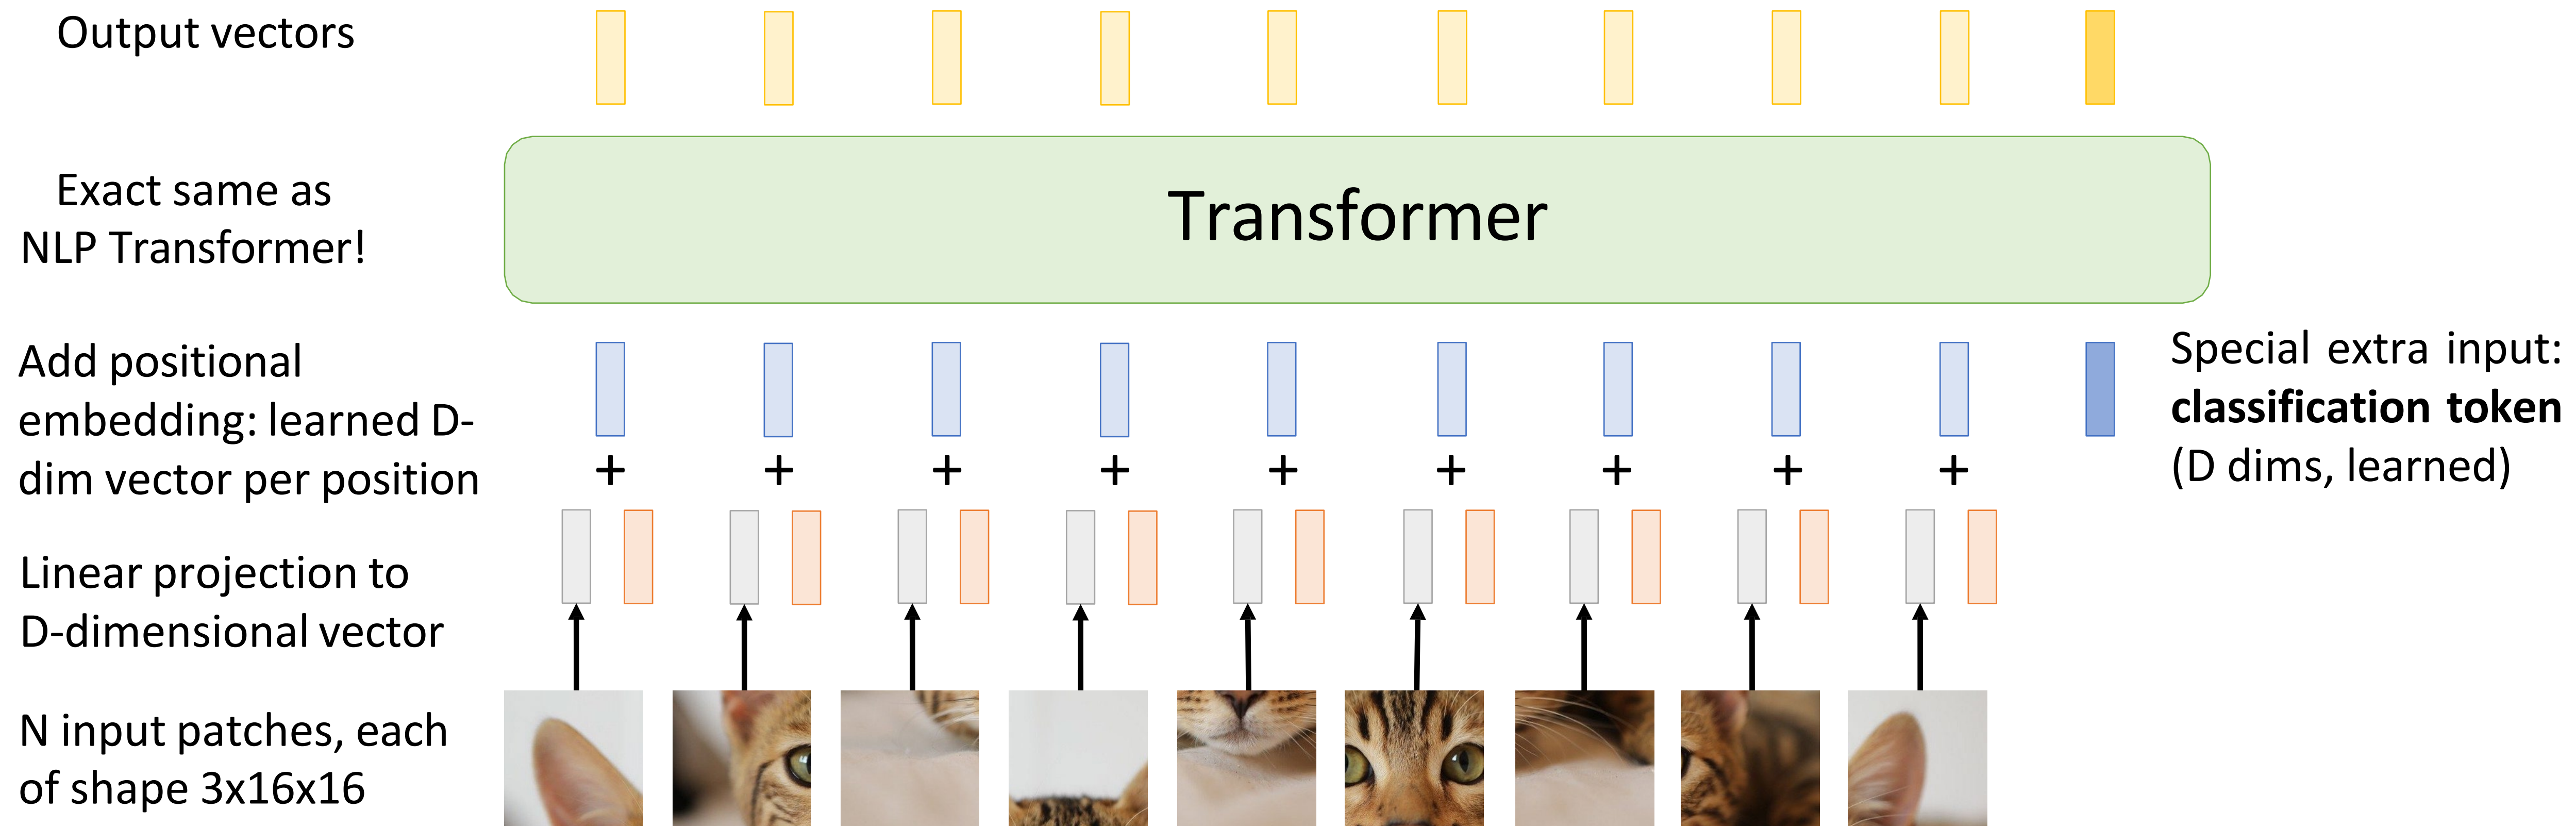 Output vectors
Exact same as
NLP Transformer!
Transformer
Add positional
embedding: learned D-
dim vector per position
Special extra input:
classification token
(D dims, learned)
+ + + + + + + + +
Linear projection to
D-dimensional vector
N input patches, each
of shape 3x16x16